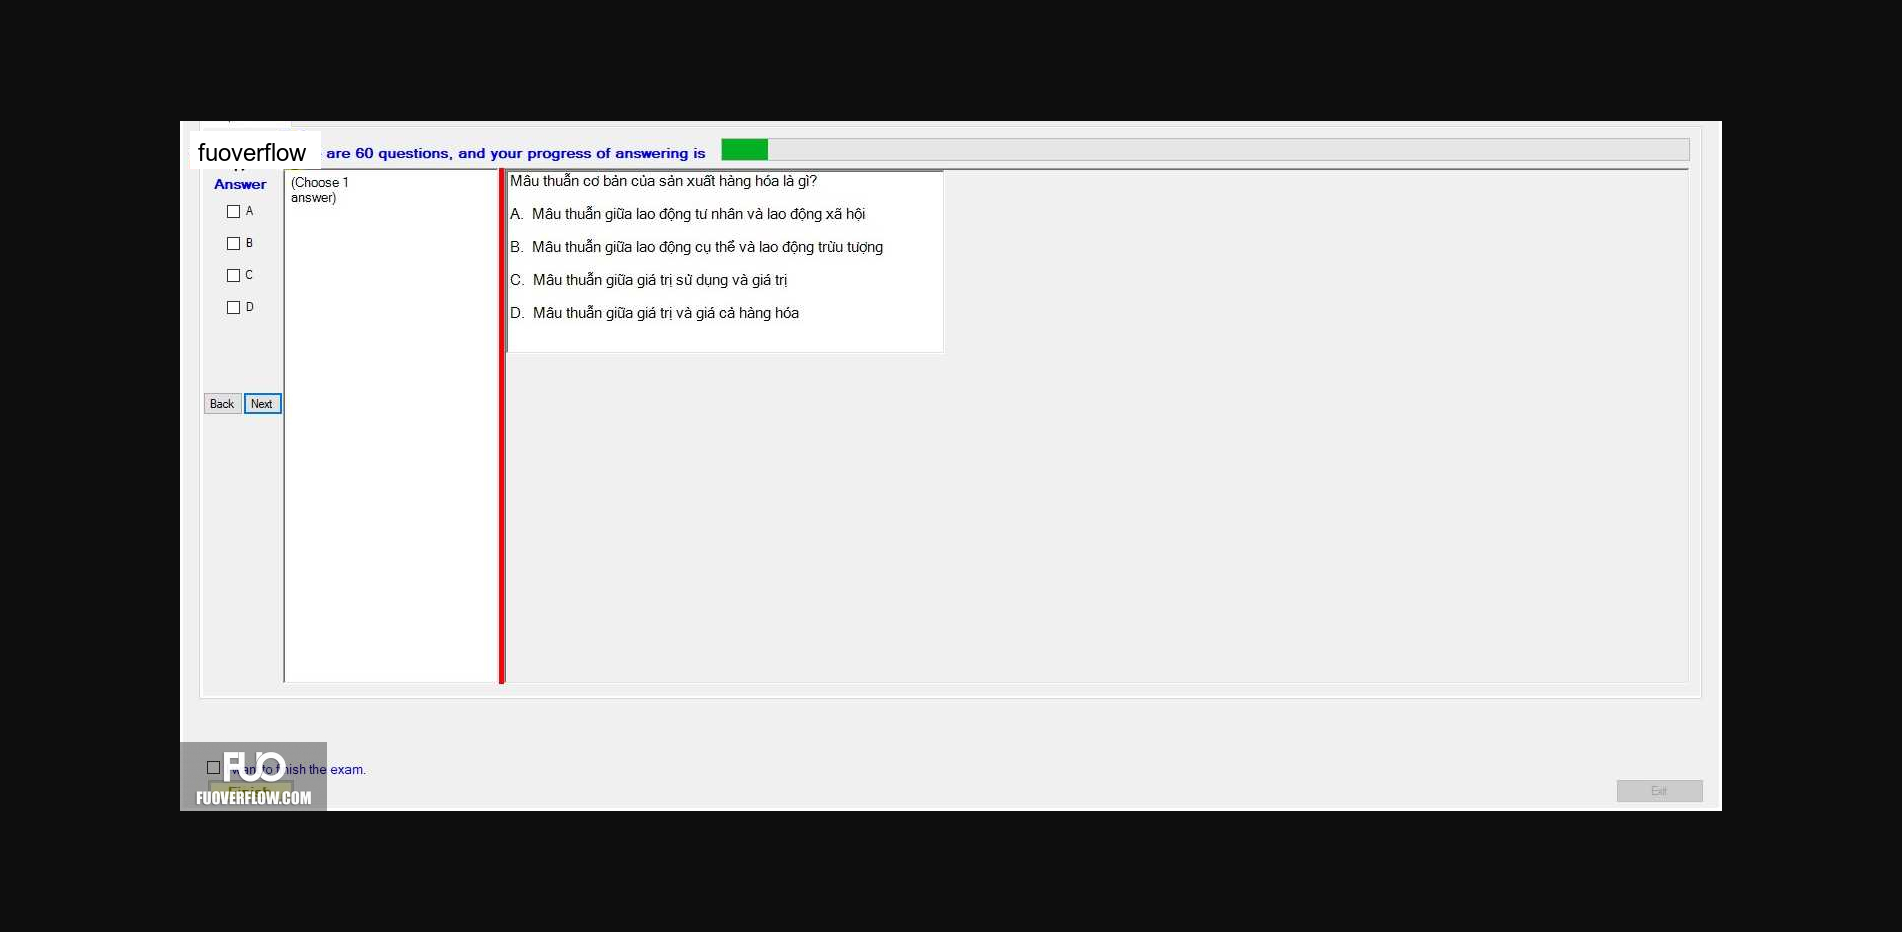 fuoverflow are 60 questions, and your progress of answering is
Answer
(Choose 1
answer)
A
B
C
D
Back Next
Mâu thuẫn cơ bản của sản xuất hàng hóa là gì?
A. Mâu thuẫn giữa lao động tư nhân và lao động xã hội
B. Mâu thuẫn giữa lao động cụ thể và lao động trừu tượng
C. Mâu thuẫn giữa giá trị sử dụng và giá trị
D. Mâu thuẫn giữa giá trị và giá cả hàng hóa
FUO
want to finish the exam.
Finish
FUOVERFLOW.COM
Exit